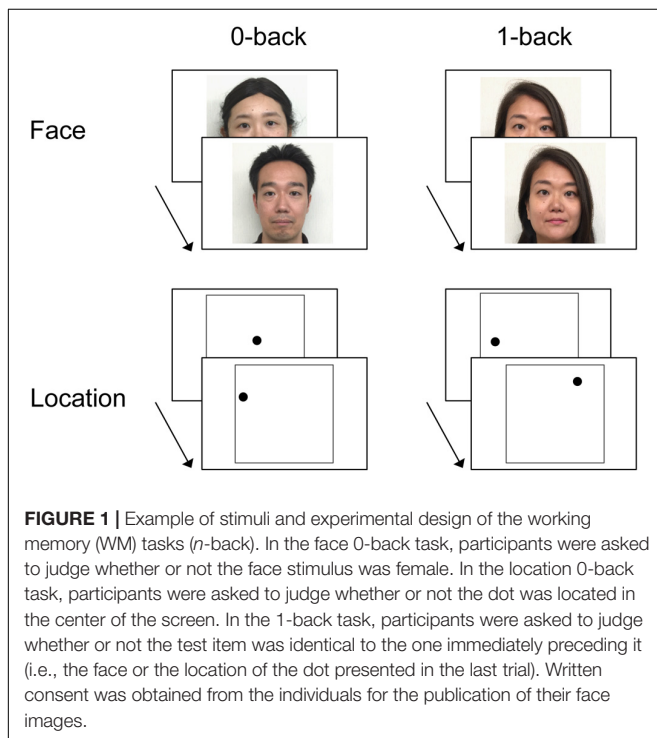 0-back
1-back
Face
Location
FIGURE 1 | Example of stimuli and experimental design of the working
memory (WM) tasks (n-back). In the face 0-back task, participants were asked
to judge whether or not the face stimulus was female. In the location 0-back
task, participants were asked to judge whether or not the dot was located in
the center of the screen. In the 1-back task, participants were asked to judge
whether or not the test item was identical to the one immediately preceding it
(i.e., the face or the location of the dot presented in the last trial). Written
consent was obtained from the individuals for the publication of their face
images.